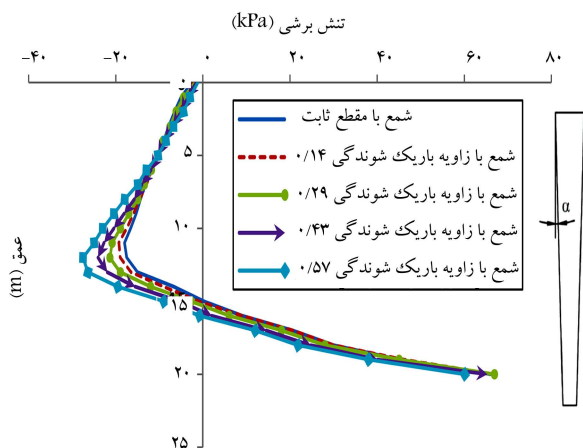 تنش برشی (kPa)
−۴۰ −۲۰ ۰ ۲۰ ۴۰ ۶۰ ۸۰
۵
۱۰
۱۵
۲۰
۲۵
عمق (m)
شمع با مقطع ثابت
شمع با زاویه باریک شوندگی ۰/۱۴
شمع با زاویه باریک شوندگی ۰/۲۹
شمع با زاویه باریک شوندگی ۰/۴۳
شمع با زاویه باریک شوندگی ۰/۵۷
α